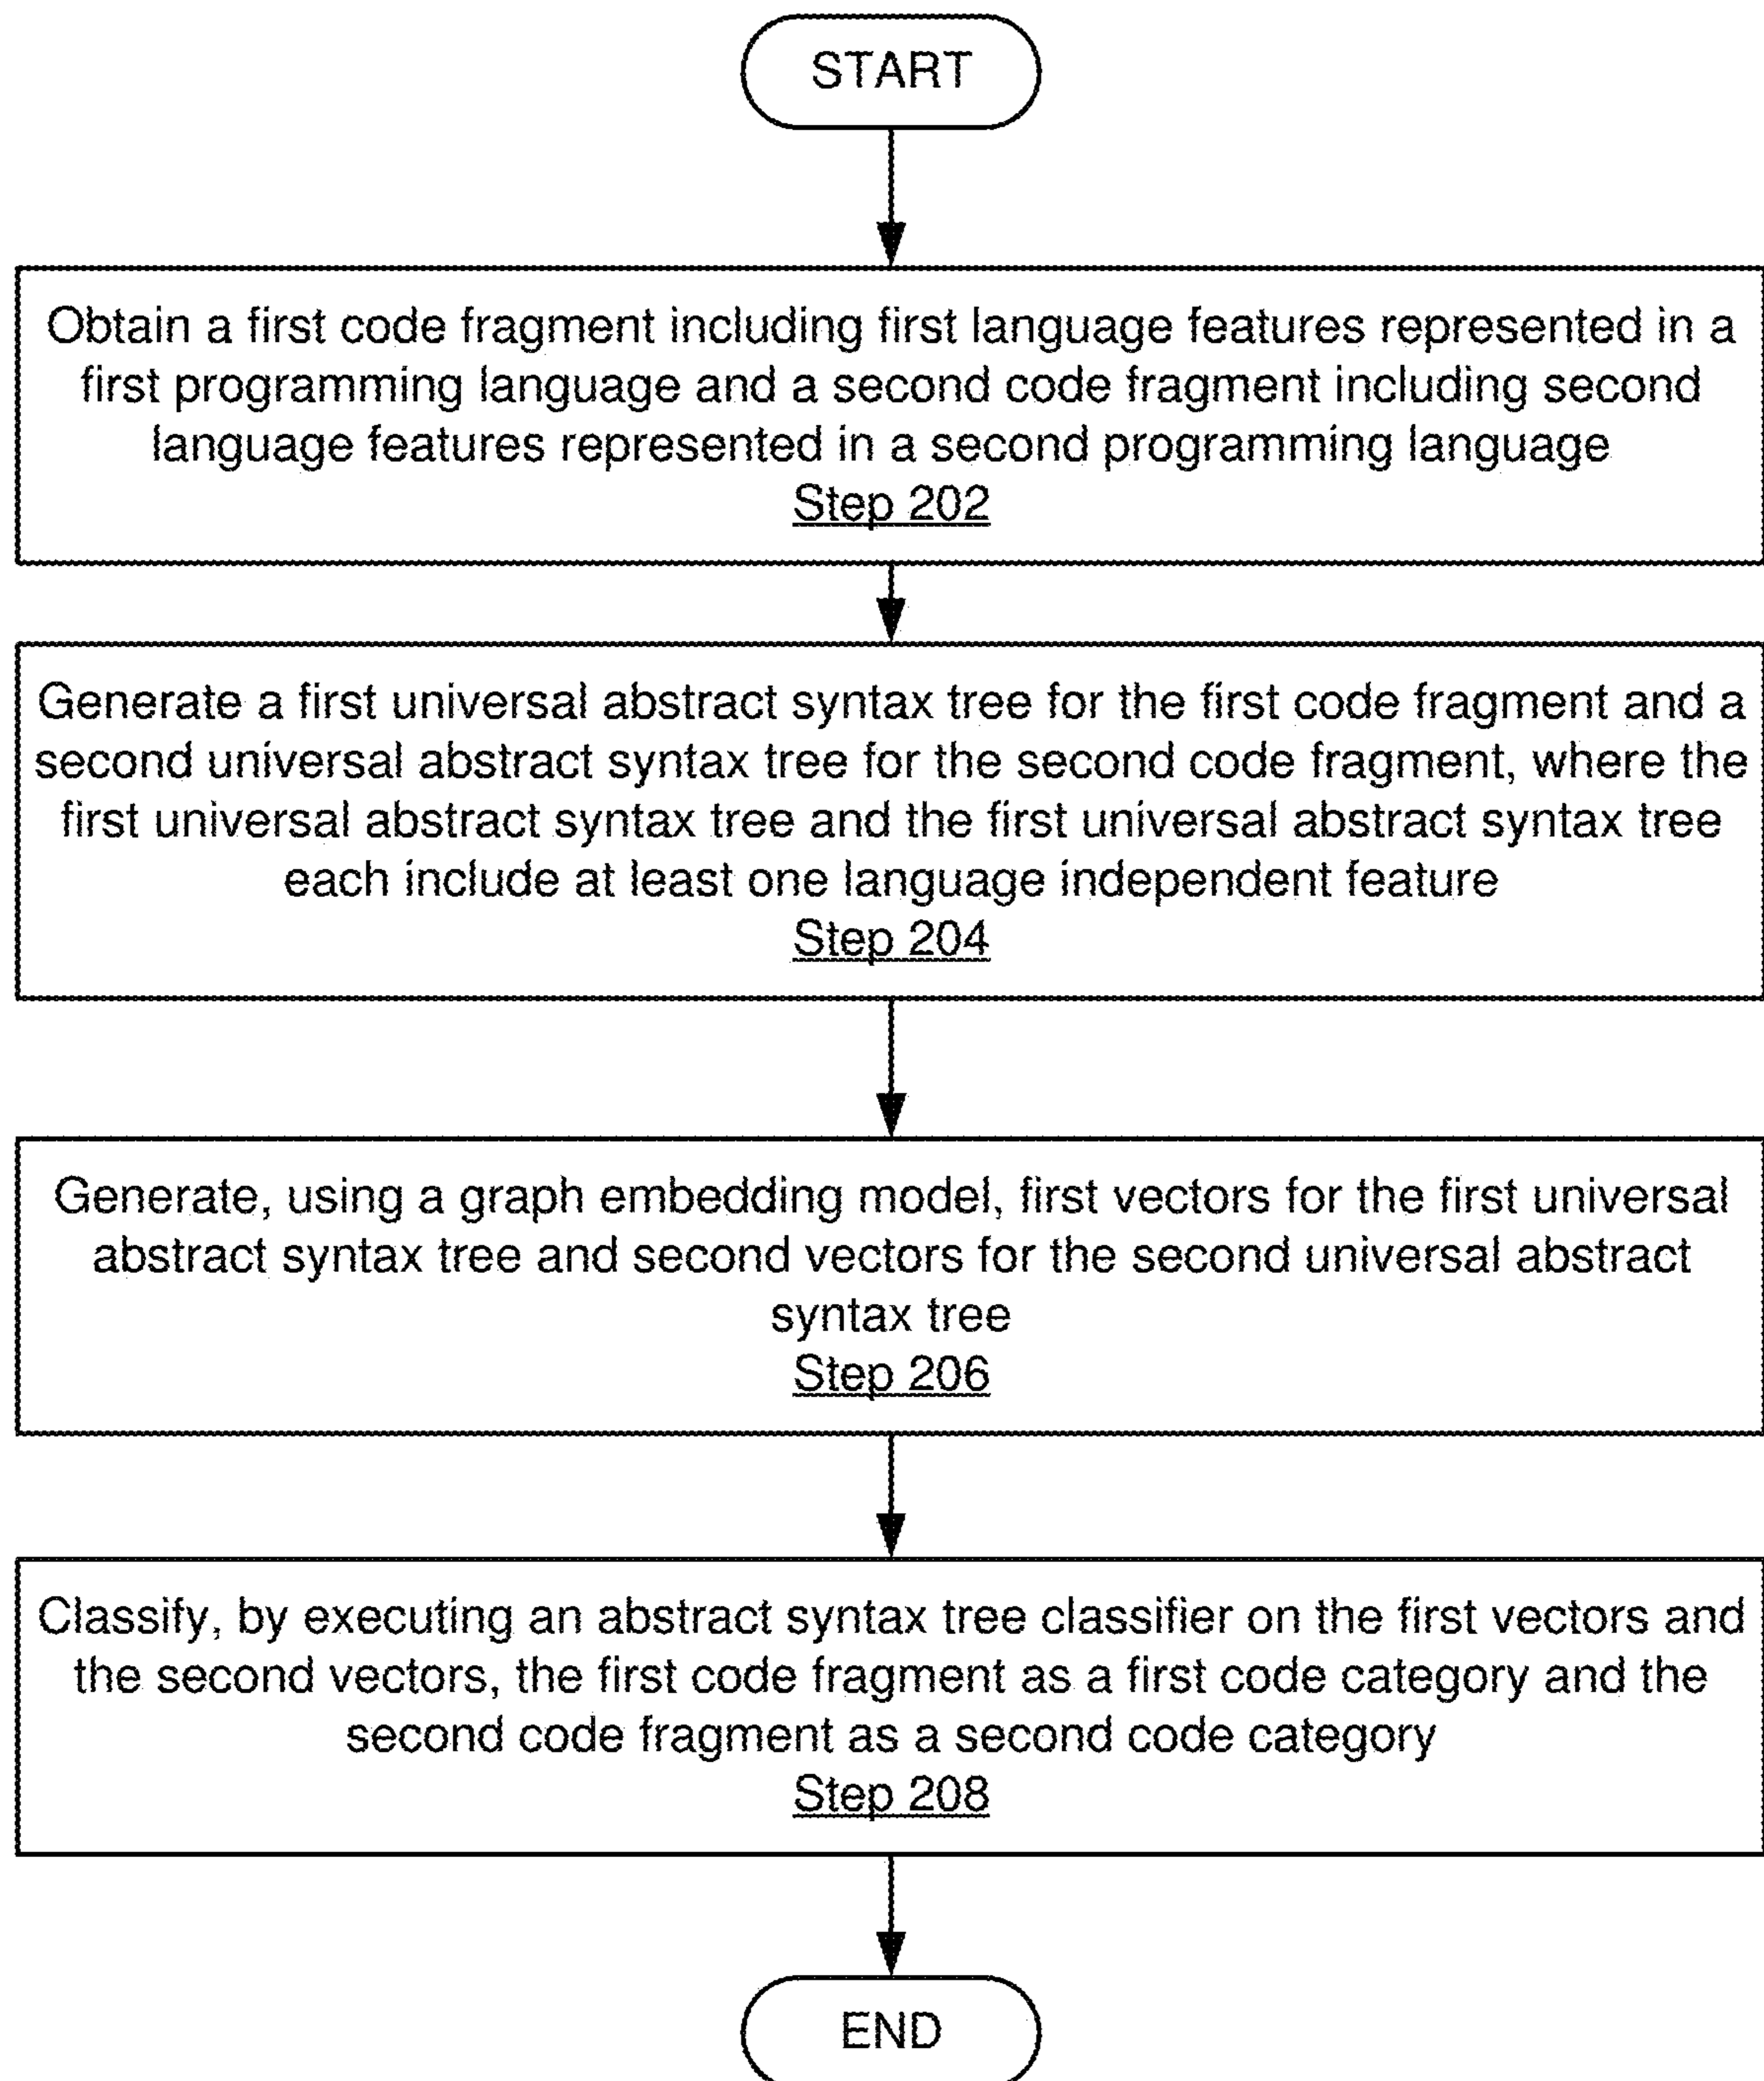 START
Obtain a first code fragment including first language features represented in a
first programming language and a second code fragment including second
language features represented in a second programming language
Step 202
Generate a first universal abstract syntax tree for the first code fragment and a
second universal abstract syntax tree for the second code fragment, where the
first universal abstract syntax tree and the first universal abstract syntax tree
each include at least one language independent feature
Step 204
Generate, using a graph embedding model, first vectors for the first universal
abstract syntax tree and second vectors for the second universal abstract
syntax tree
Step 206
Classify, by executing an abstract syntax tree classifier on the first vectors and
the second vectors, the first code fragment as a first code category and the
second code fragment as a second code category
Step 208
END